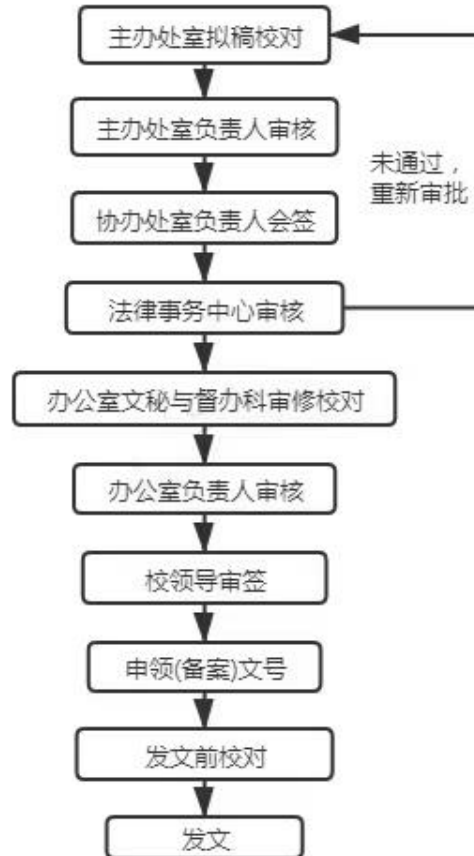 主办处室拟稿校对
主办处室负责人审核
未通过，
重新审批
协办处室负责人会签
法律事务中心审核
办公室文秘与督办科审修校对
办公室负责人审核
校领导审签
申领(备案)文号
发文前校对
发文